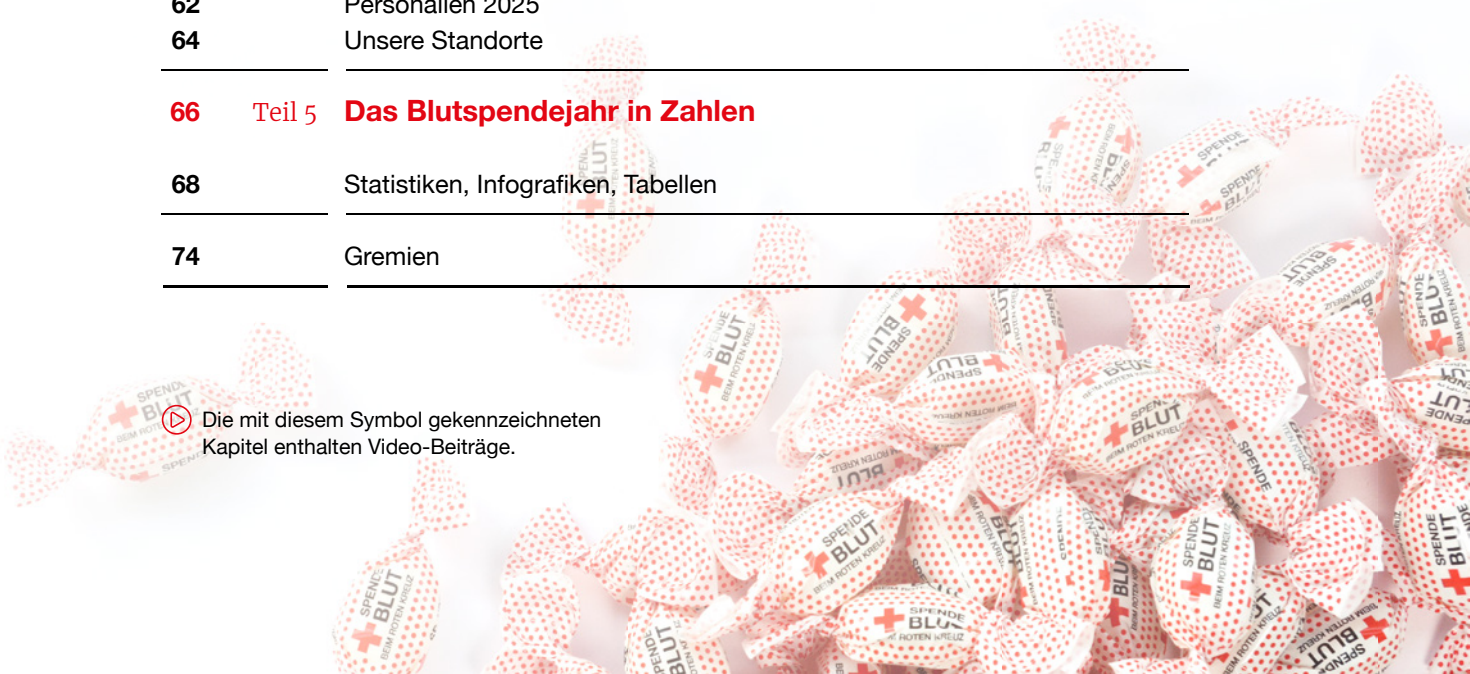 62 Personalien 2025
64 Unsere Standorte
66 Teil 5 Das Blutspendejahr in Zahlen
68 Statistiken, Infografiken, Tabellen
74 Gremien
Die mit diesem Symbol gekennzeichneten
Kapitel enthalten Video-Beiträge.
SPENDE
BLUT
BEIM ROTEN KREUZ